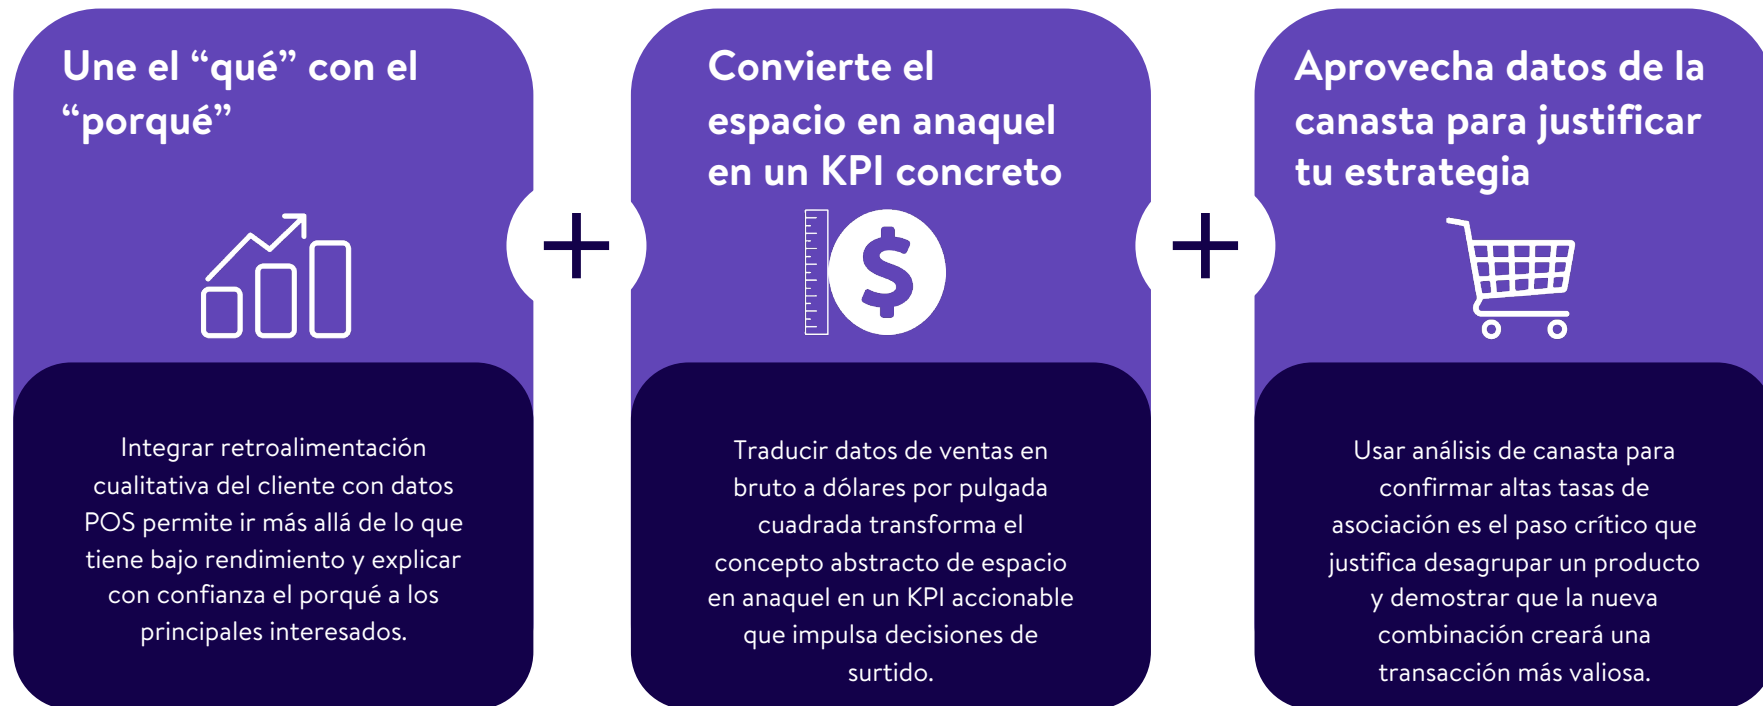 Une el “qué” con el
“porqué”
Integrar retroalimentación
cualitativa del cliente con datos
POS permite ir más allá de lo que
tiene bajo rendimiento y explicar
con confianza el porqué a los
principales interesados.
+
Convierte el
espacio en anaquel
en un KPI concreto
$
Traducir datos de ventas en
bruto a dólares por pulgada
cuadrada transforma el
concepto abstracto de espacio
en anaquel en un KPI accionable
que impulsa decisiones de
surtido.
+
Aprovecha datos de la
canasta para justificar
tu estrategia
Usar análisis de canasta para
confirmar altas tasas de
asociación es el paso crítico que
justifica desagrupar un producto
y demostrar que la nueva
combinación creará una
transacción más valiosa.